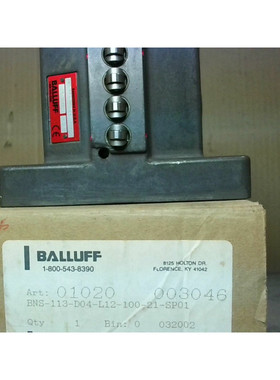 BALLUFF
CE
BALLUFF
1-800-543-8390
8125 HOLTON DR.
FLORENCE, KY 41042
Art: 01020 003046
BNS-113-D04-L12-100-21-SP01
Qty 1 Bin: 0 032002